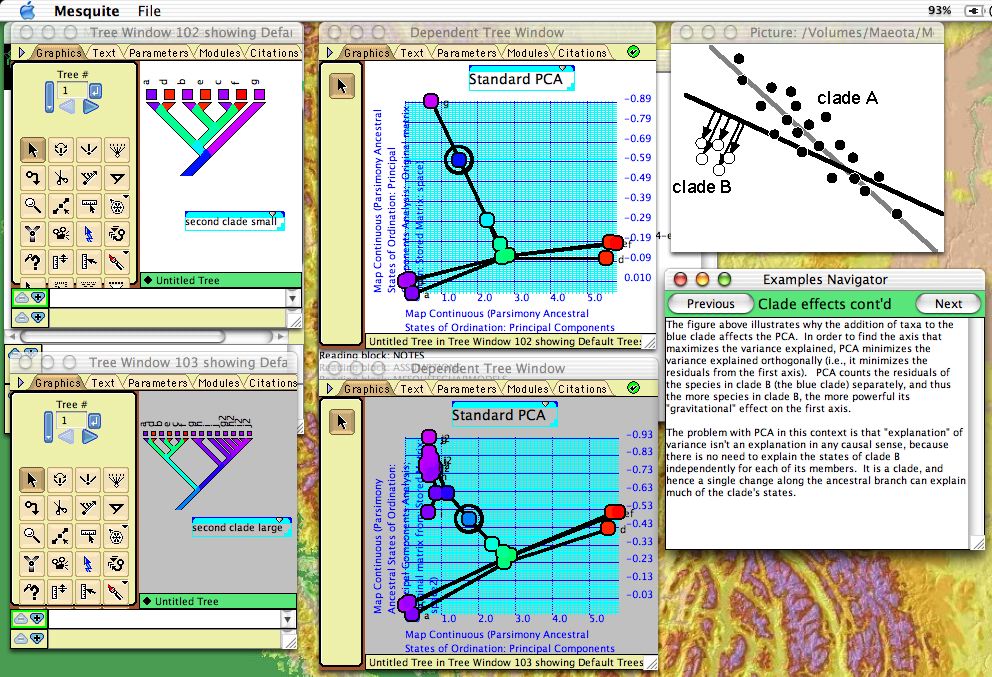 Mesquite File
93%
Tree Window 102 showing Defau
Graphics Text Parameters Modules Citations
Tree #
1
a d b e c f g
second clade small
Untitled Tree
Dependent Tree Window
Graphics Text Parameters Modules Citations
Standard PCA
Map Continuous (Parsimony Ancestral
States of Ordination: Principal
Components Analysis; Original matrix
Stored Matrix: space)
g
ef
d
a
-0.89
-0.79
-0.69
-0.59
-0.49
-0.39
-0.29
-0.19
-0.09
0.010
1.0 2.0 3.0 4.0 5.0
Map Continuous (Parsimony Ancestral
States of Ordination: Principal Components
Untitled Tree in Tree Window 102 showing Default Trees
Reading block: NOTES
Tree Window 103 showing Defau
Graphics Text Parameters Modules Citations
Tree #
1
second clade large
Untitled Tree
Dependent Tree Window
Graphics Text Parameters Modules Citations
Standard PCA
Map Continuous (Parsimony
Ancestral States of Ordination:
ef
d
a
-0.93
-0.83
-0.73
-0.63
-0.53
-0.43
-0.33
-0.23
-0.13
-0.03
1.0 2.0 3.0 4.0 5.0
Map Continuous (Parsimony Ancestral
States of Ordination: Principal Components
Untitled Tree in Tree Window 103 showing Default Trees
Picture: /Volumes/Maeota/Me
clade A
clade B
Examples Navigator
Previous Clade effects cont'd Next
The figure above illustrates why the addition of taxa to the
blue clade affects the PCA. In order to find the axis that
maximizes the variance explained, PCA minimizes the
variance explained orthogonally (i.e., it minimizes the
residuals from the first axis). PCA counts the residuals of
the species in clade B (the blue clade) separately, and thus
the more species in clade B, the more powerful its
"gravitational" effect on the first axis.
The problem with PCA in this context is that "explanation" of
variance isn't an explanation in any causal sense, because
there is no need to explain the states of clade B
independently for each of its members. It is a clade, and
hence a single change along the ancestral branch can explain
much of the clade's states.